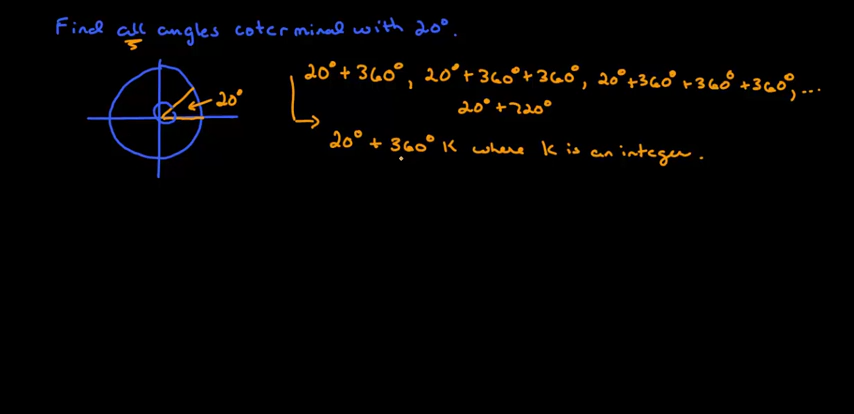 Find all angles coterminal with 20°.
20°
20° + 360°, 20° + 360° + 360°, 20° + 360° + 360° + 360°, ...
20° + 720°
20° + 360° K where K is an integer.